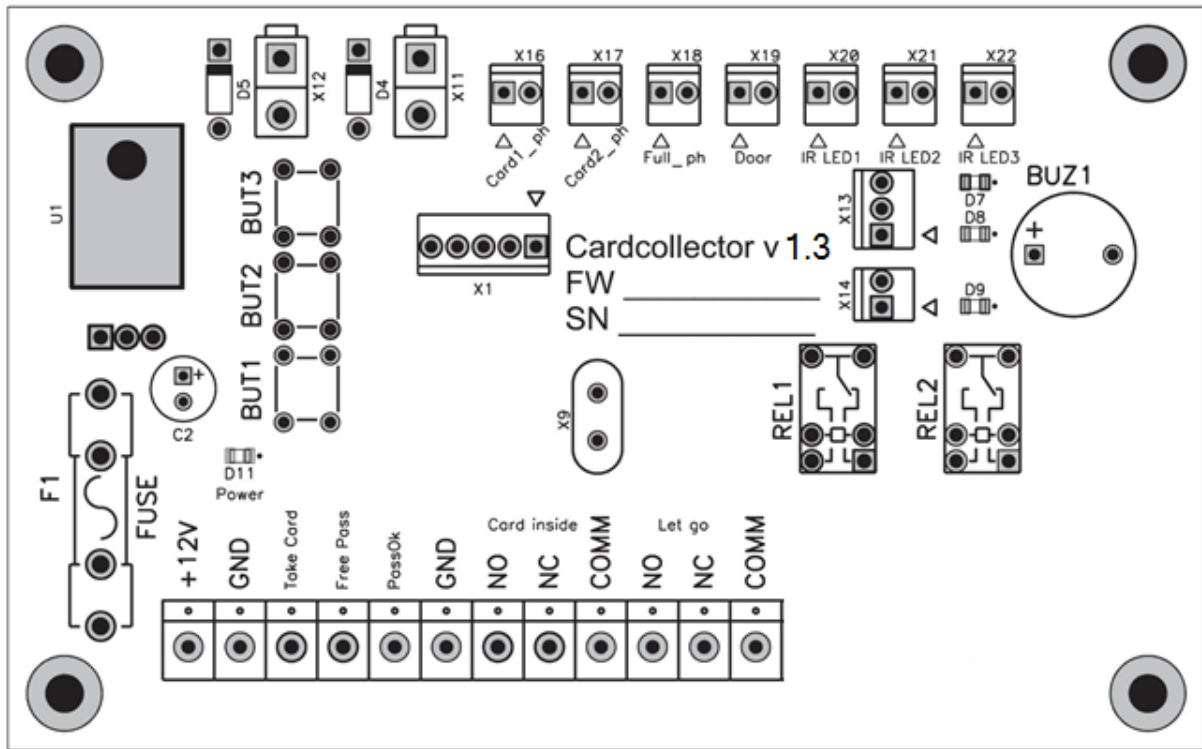 X16
X17
X18
X19
X20
X21
X22
D5
X12
D4
X11
Card1_ph
Card2_ph
Full_ph
Door
IR LED1
IR LED2
IR LED3
U1
BUT3
X13
D7
D8
BUZ1
+
X1
Cardcollector v 1.3
FW
SN
BUT2
X14
D9
BUT1
+
C2
X9
REL1
REL2
D11
Power
F1
FUSE
+12V
GND
Take Card
Free Pass
PassOk
GND
Card inside
NO
NC
COMM
Let go
NO
NC
COMM